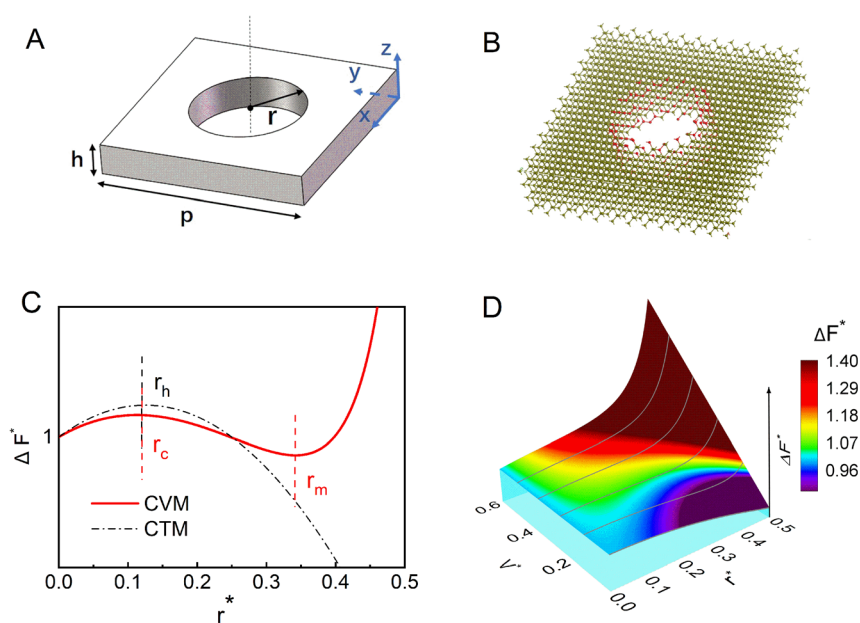 A
B
z
y
x
r
h
p
C
D
ΔF*
1
r_h
r_c
r_m
CVM
CTM
0.0 0.1 0.2 0.3 0.4 0.5
r*
ΔF*
1.40
1.29
1.18
1.07
0.96
ΔF*
0.6
0.4
0.2
V*
0.0
0.1
0.2
0.3
0.4
0.5
r*